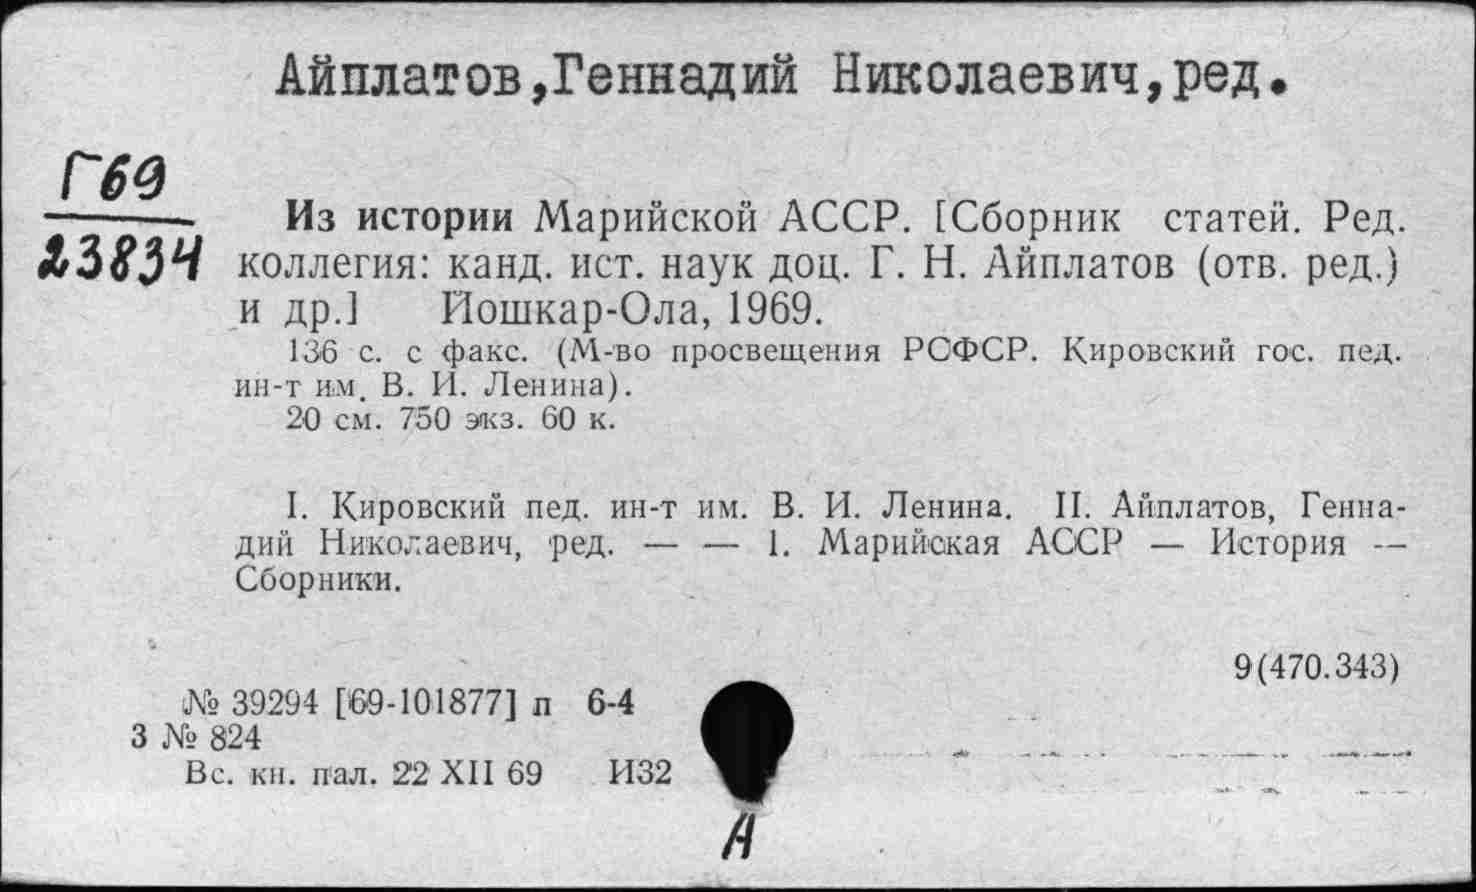 Айплатов,Геннадий Николаевич,ред.
Г69
23834
Из истории Марийской АССР. [Сборник статей. Ред.
коллегия: канд. ист. наук доц. Г. Н. Айплатов (отв. ред.)
и др.] Йошкар-Ола, 1969.
136 с. с факс. (М-во просвещения РСФСР. Кировский гос. пед.
ин-т им. В. И. Ленина).
20 см. 750 экз. 60 к.
I. Кировский пед. ин-т им. В. И. Ленина. II. Айплатов, Генна-
дий Николаевич, ред. — — 1. Марийская АССР — История —
Сборники.
9(470.343)
№ 39294 [69-101877] п 6-4
3 № 824
Вс. кн. пал. 22 XII 69 И32
А